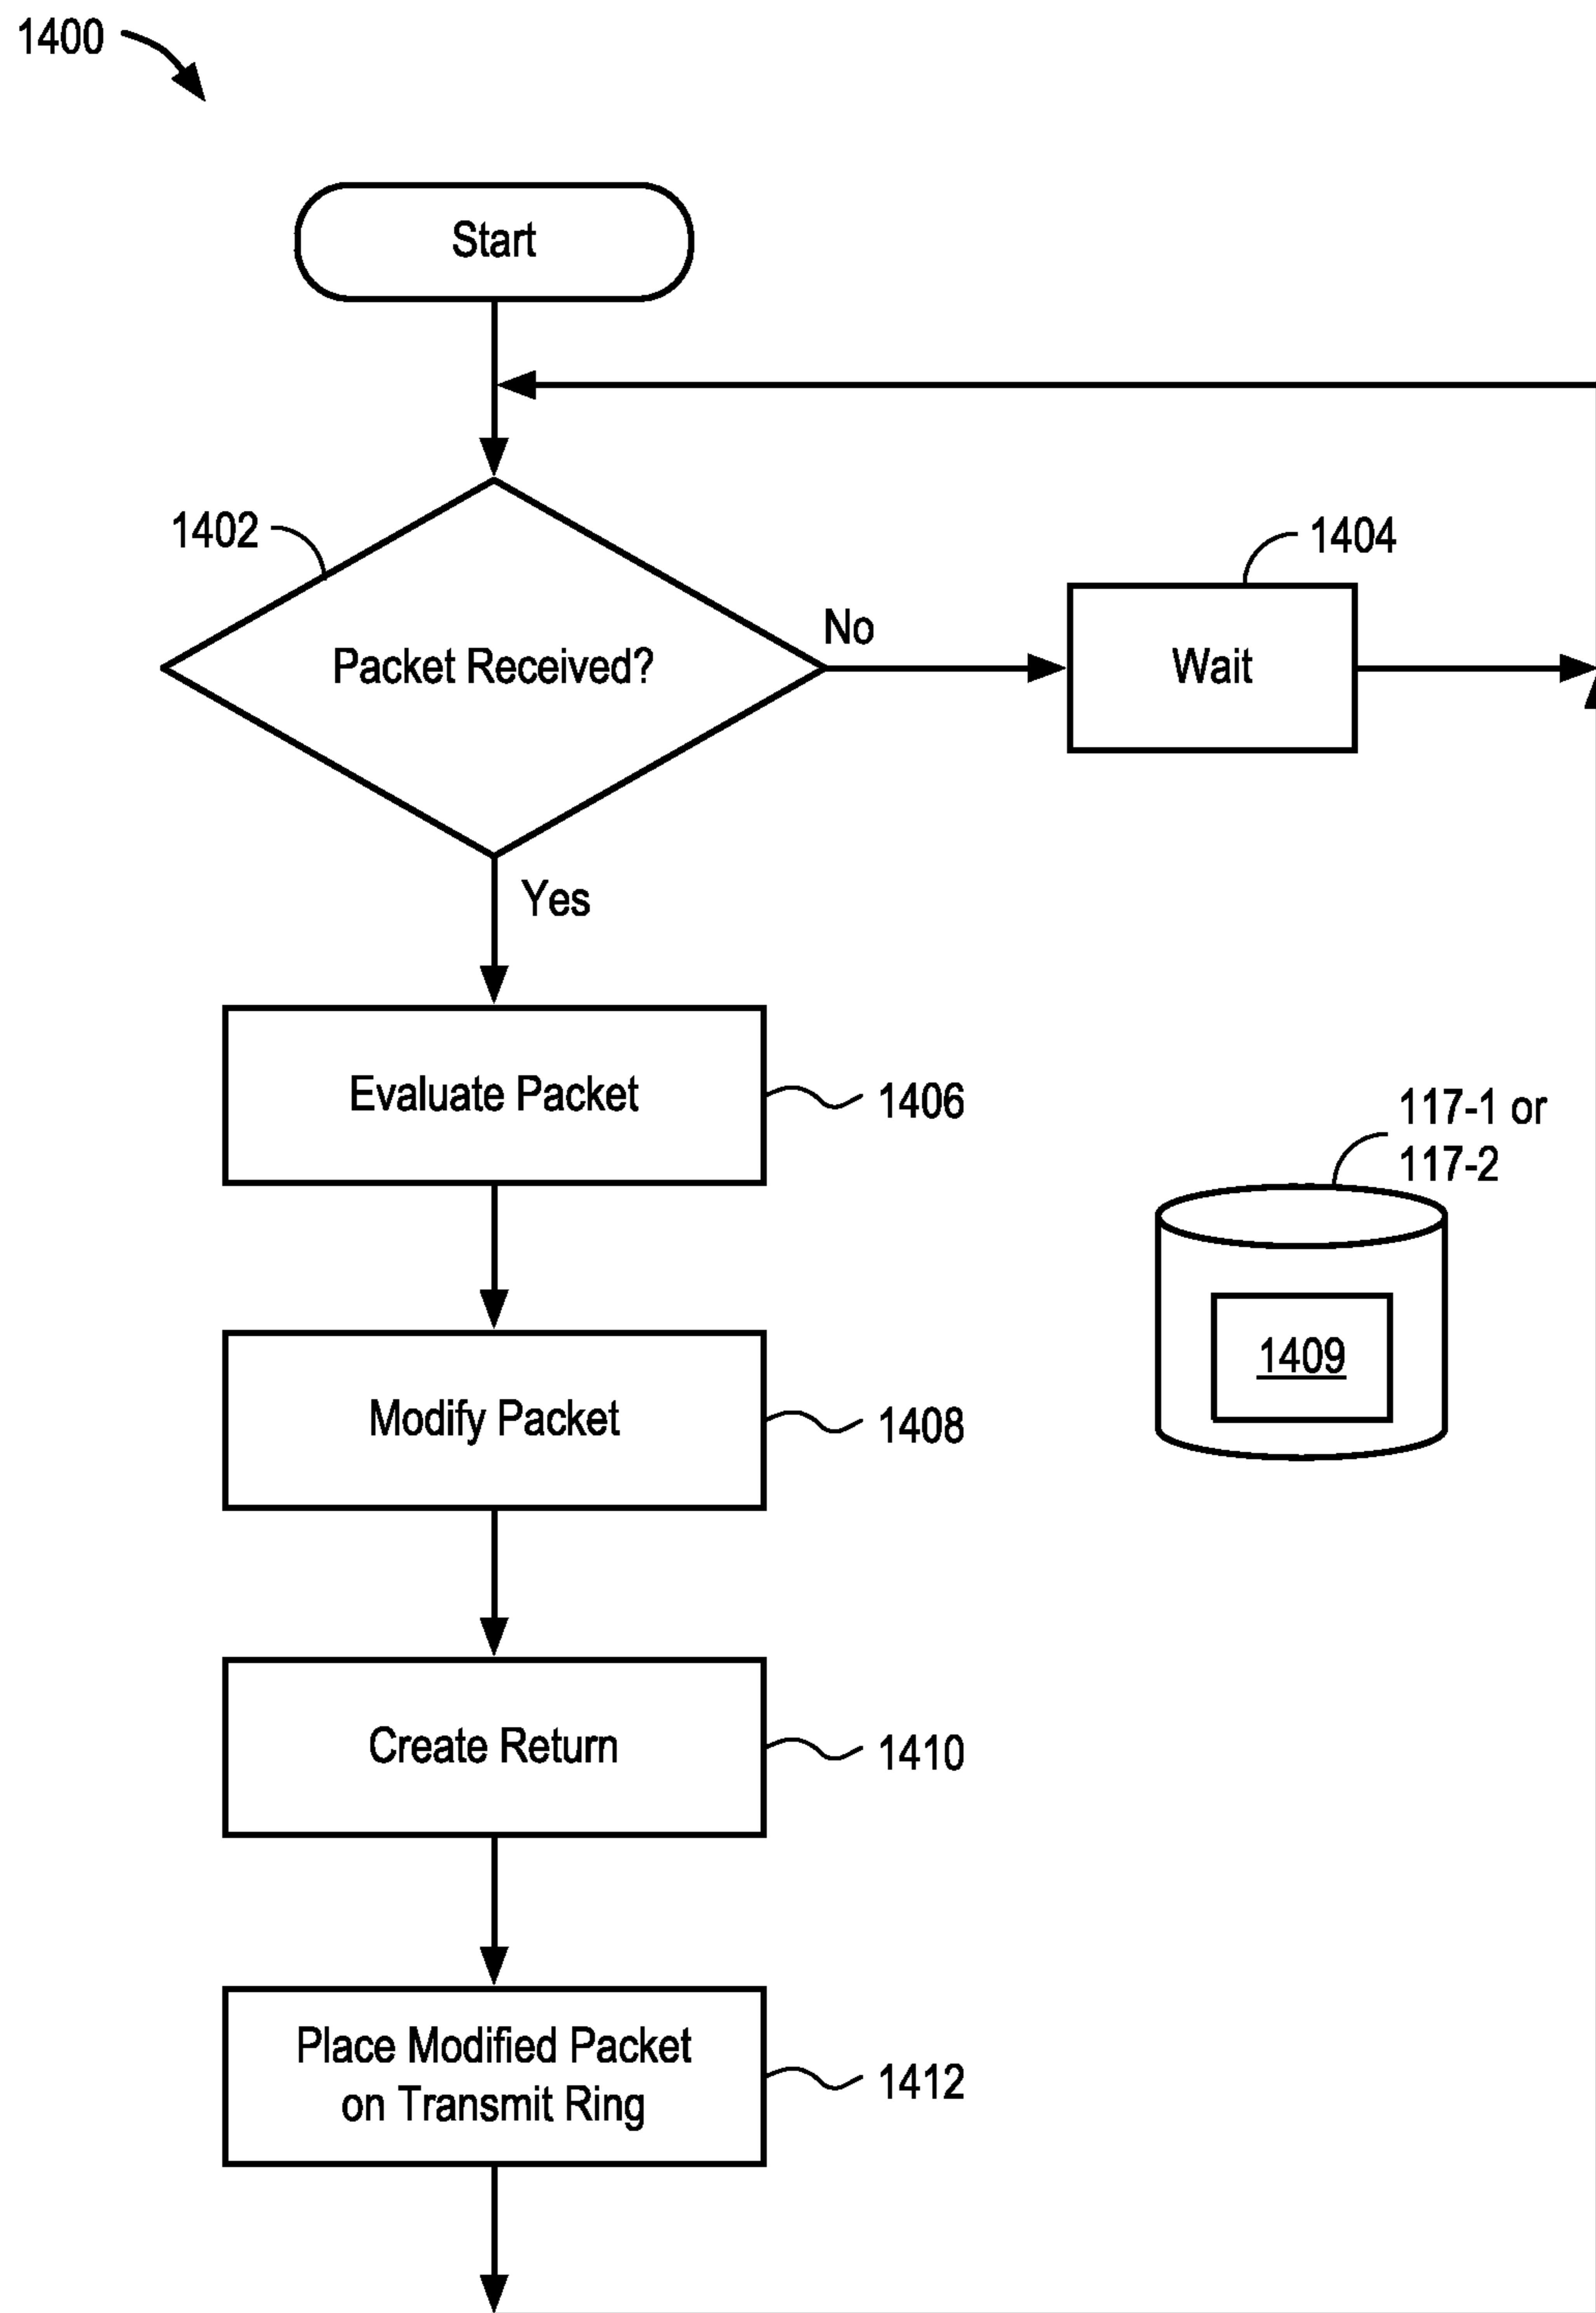 1400
Start
1402
1404
Packet Received?
No
Wait
Yes
Evaluate Packet
1406
117-1 or
117-2
1409
Modify Packet
1408
Create Return
1410
Place Modified Packet
on Transmit Ring
1412